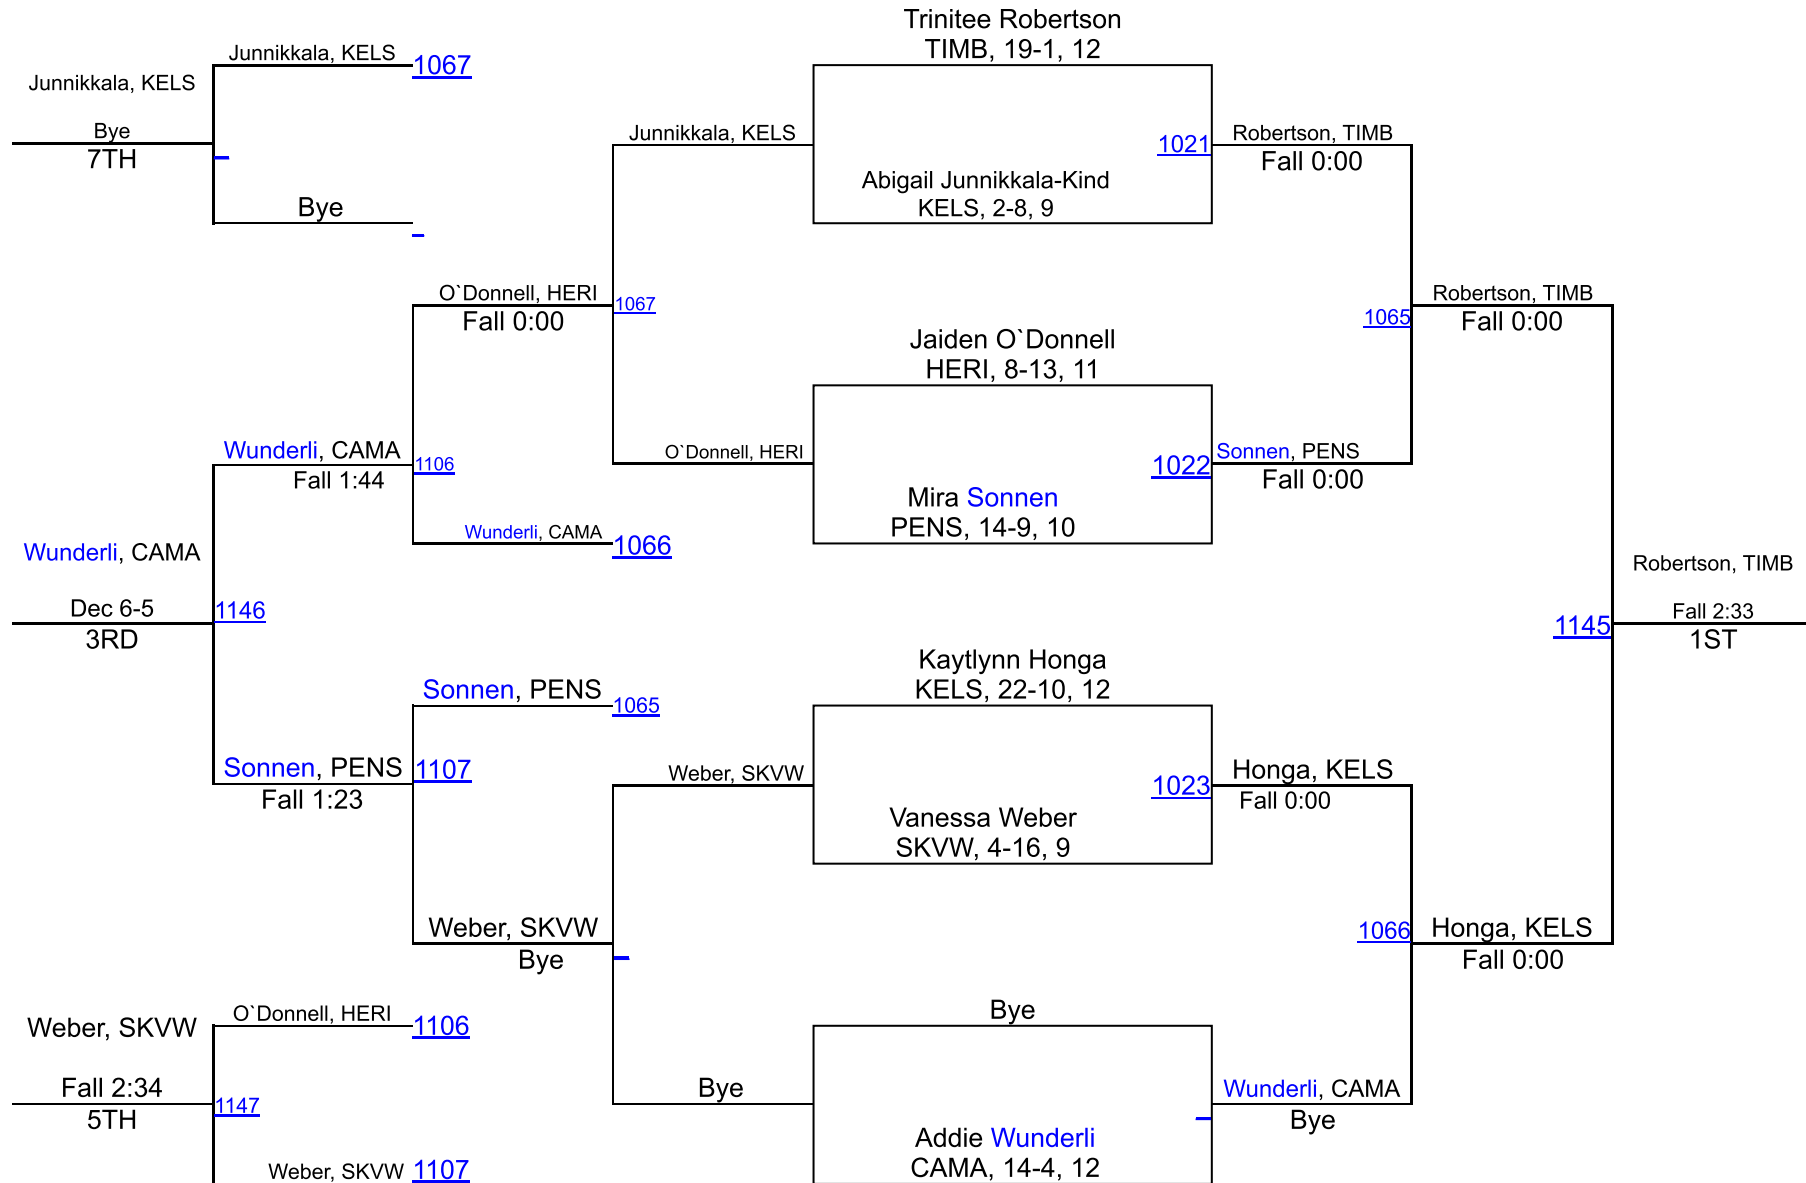 Trinitee Robertson
TIMB, 19-1, 12
Junnikkala, KELS
1067
Junnikkala, KELS
Bye
7TH
Bye
Junnikkala, KELS
1021
Robertson, TIMB
Fall 0:00
Abigail Junnikkala-Kind
KELS, 2-8, 9
O`Donnell, HERI
Fall 0:00
1067
1065
Robertson, TIMB
Fall 0:00
Jaiden O`Donnell
HERI, 8-13, 11
Wunderli, CAMA
Fall 1:44
1106
O`Donnell, HERI
1022
Sonnen, PENS
Fall 0:00
Mira Sonnen
PENS, 14-9, 10
Wunderli, CAMA
1066
Wunderli, CAMA
Dec 6-5
3RD
1146
Robertson, TIMB
Fall 2:33
1ST
1145
Kaytlynn Honga
KELS, 22-10, 12
Sonnen, PENS
1065
Sonnen, PENS
Fall 1:23
1107
Weber, SKVW
1023
Honga, KELS
Fall 0:00
Vanessa Weber
SKVW, 4-16, 9
Weber, SKVW
Bye
1066
Honga, KELS
Fall 0:00
Bye
O`Donnell, HERI
1106
Weber, SKVW
Fall 2:34
5TH
1147
Bye
Wunderli, CAMA
Bye
Addie Wunderli
CAMA, 14-4, 12
Weber, SKVW
1107